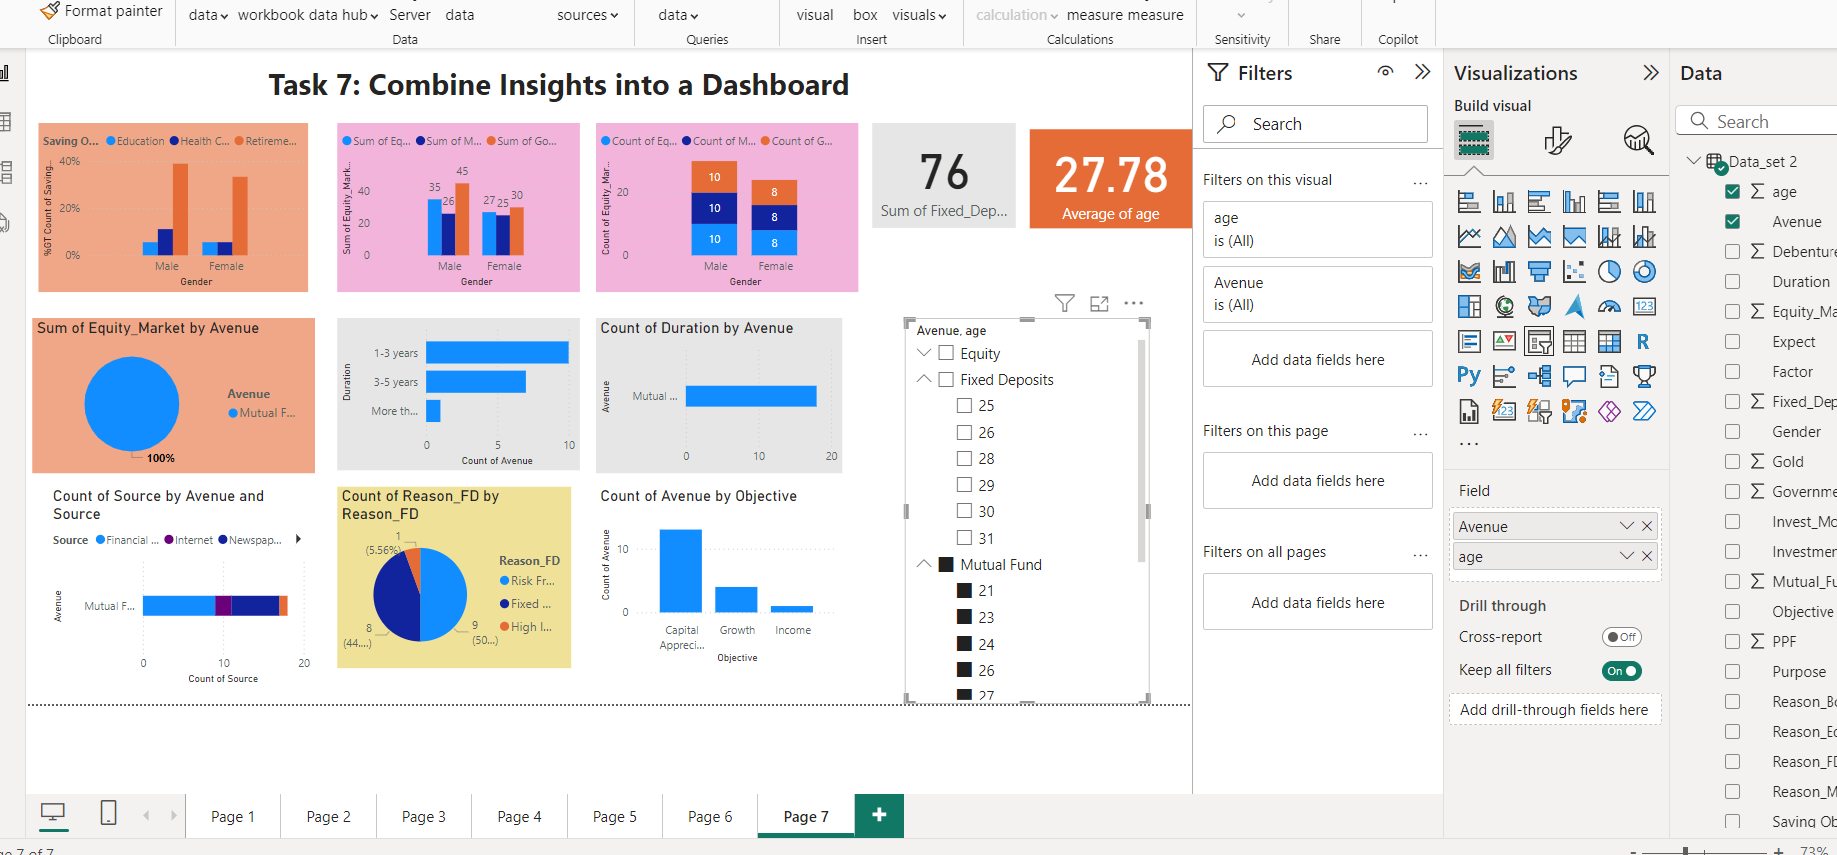 Format painter
data
workbook
data hub
Server
data
sources
data
visual
box
visuals
calculation
measure
measure
Clipboard
Data
Queries
Insert
Calculations
Sensitivity
Share
Copilot
Task 7: Combine Insights into a Dashboard
Saving O... Education Health C... Retireme...
%GT Count of Saving...
40%
20%
0%
Male
Female
Gender
Sum of Eq... Sum of M... Sum of Go...
Sum of Equity_Mark...
40
20
0
35
26
45
27
25
30
Male
Female
Gender
Count of Eq... Count of M... Count of G...
Count of Equity_Mar...
20
0
10
10
10
8
8
8
Male
Female
Gender
76
Sum of Fixed_Dep...
27.78
Average of age
Sum of Equity_Market by Avenue
Avenue
Mutual F...
100%
Duration
1-3 years
3-5 years
More th...
0
5
10
Count of Avenue
Count of Duration by Avenue
Avenue
Mutual ...
0
10
20
Count of Source by Avenue and
Source
Source Financial ... Internet Newspap...
Avenue
Mutual F...
0
10
20
Count of Source
Count of Reason_FD by
Reason_FD
1
(5.56%)
8
(44....)
9
(50...)
Reason_FD
Risk Fr...
Fixed ...
High I...
Count of Avenue by Objective
Count of Avenue
10
0
Capital
Appreci...
Growth
Income
Objective
Avenue, age
Equity
Fixed Deposits
25
26
28
29
30
31
Mutual Fund
21
23
24
26
27
Filters
Search
Filters on this visual
...
age
is (All)
Avenue
is (All)
Add data fields here
Filters on this page
...
Add data fields here
Filters on all pages
...
Add data fields here
Visualizations
Build visual
123
R
Py
123
...
Field
Avenue
age
Drill through
Cross-report
Off
Keep all filters
On
Add drill-through fields here
Data
Search
Data_set 2
age
Avenue
Debenture
Duration
Equity_Ma
Expect
Factor
Fixed_Dep
Gender
Gold
Governme
Invest_Mo
Investmen
Mutual_Fu
Objective
PPF
Purpose
Reason_Bo
Reason_Eq
Reason_FD
Reason_M
Saving Ob
Page 1
Page 2
Page 3
Page 4
Page 5
Page 6
Page 7
+
7 of 7
-
+
73%